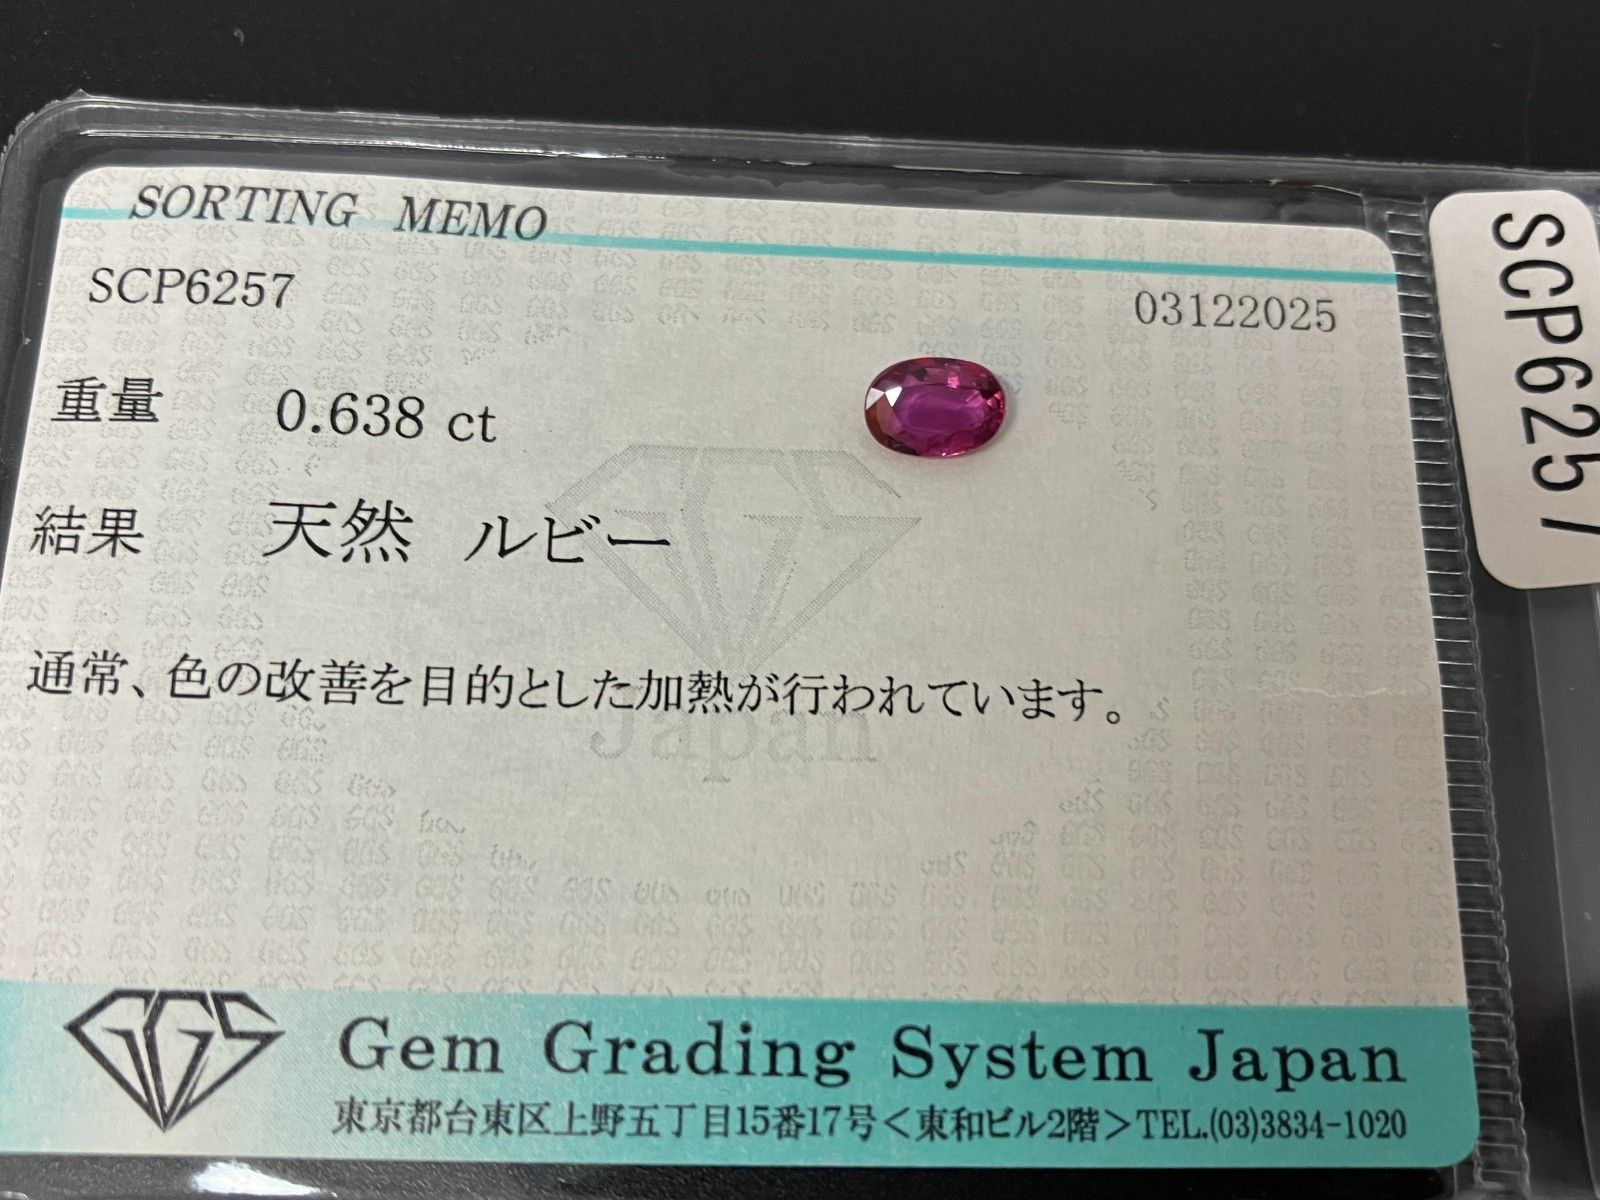 SORTING MEMO
SCP6257
03122025
重量 0.638 ct
結果 天然 ルビー
通常、色の改善を目的とした加熱が行われています。
Japan
GGS
Gem Grading System Japan
東京都台東区上野五丁目15番17号＜東和ビル2階＞TEL.(03)3834-1020
SCP6257